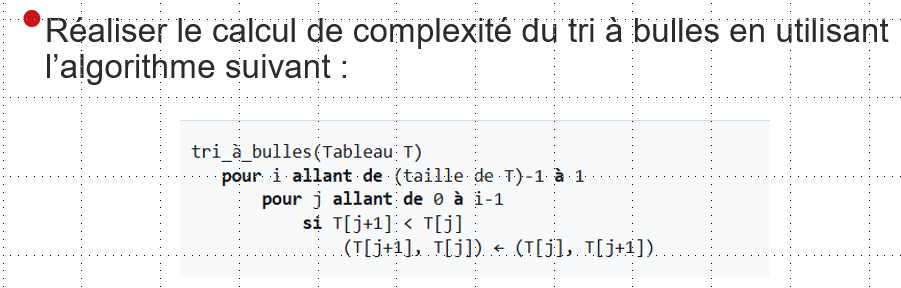 Réaliser le calcul de complexité du tri à bulles en utilisant
l'algorithme suivant :
tri_à_bulles(Tableau T)
pour i allant de (taille de T)-1 à 1
pour j allant de 0 à i-1
si T[j+1] < T[j]
(T[j+1], T[j]) ← (T[j], T[j+1])